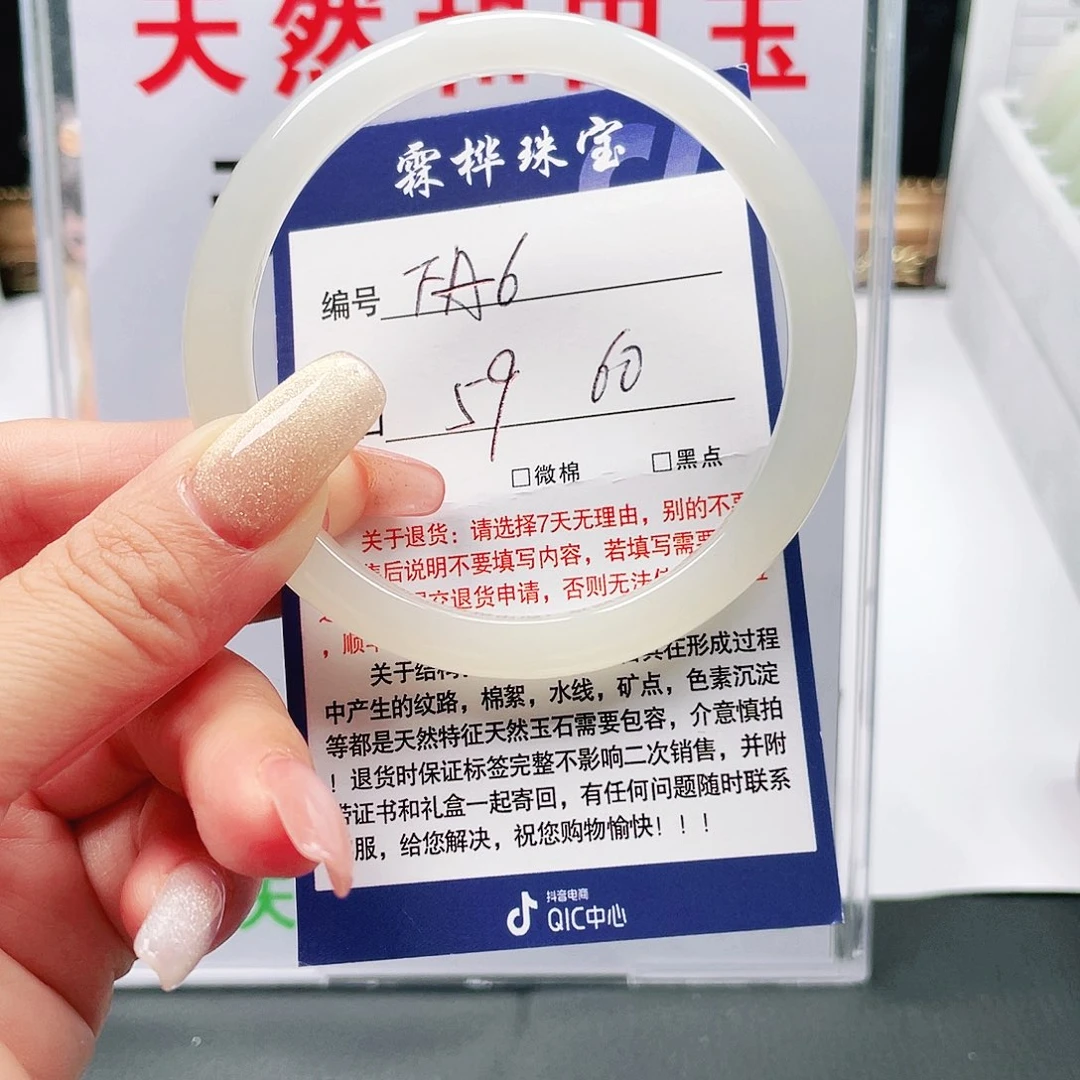 天然和田玉
霖桦珠宝
编号 FA6
59 60
□微棉 □黑点
关于退货：请选择7天无理由，别的不要
后说明不要填写内容，若填写需要
交退货申请，否则无法
，顺
关于结构
在形成过程
中产生的纹路，棉絮，水线，矿点，色素沉淀
等都是天然特征天然玉石需要包容，介意慎拍
！退货时保证标签完整不影响二次销售，并附
带证书和礼盒一起寄回，有任何问题随时联系
服，给您解决，祝您购物愉快！！！
抖音电商
QIC中心
天